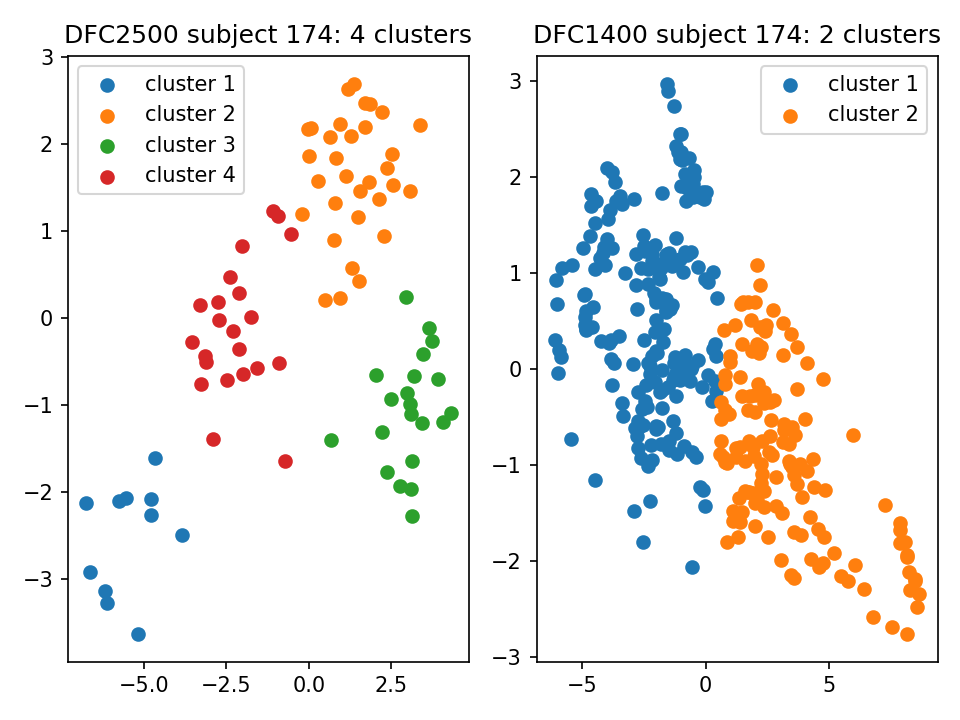 DFC2500 subject 174: 4 clusters
3
2
1
0
−1
−2
−3
−5.0
−2.5
0.0
2.5
cluster 1
cluster 2
cluster 3
cluster 4
DFC1400 subject 174: 2 clusters
3
2
1
0
−1
−2
−3
−5
0
5
cluster 1
cluster 2